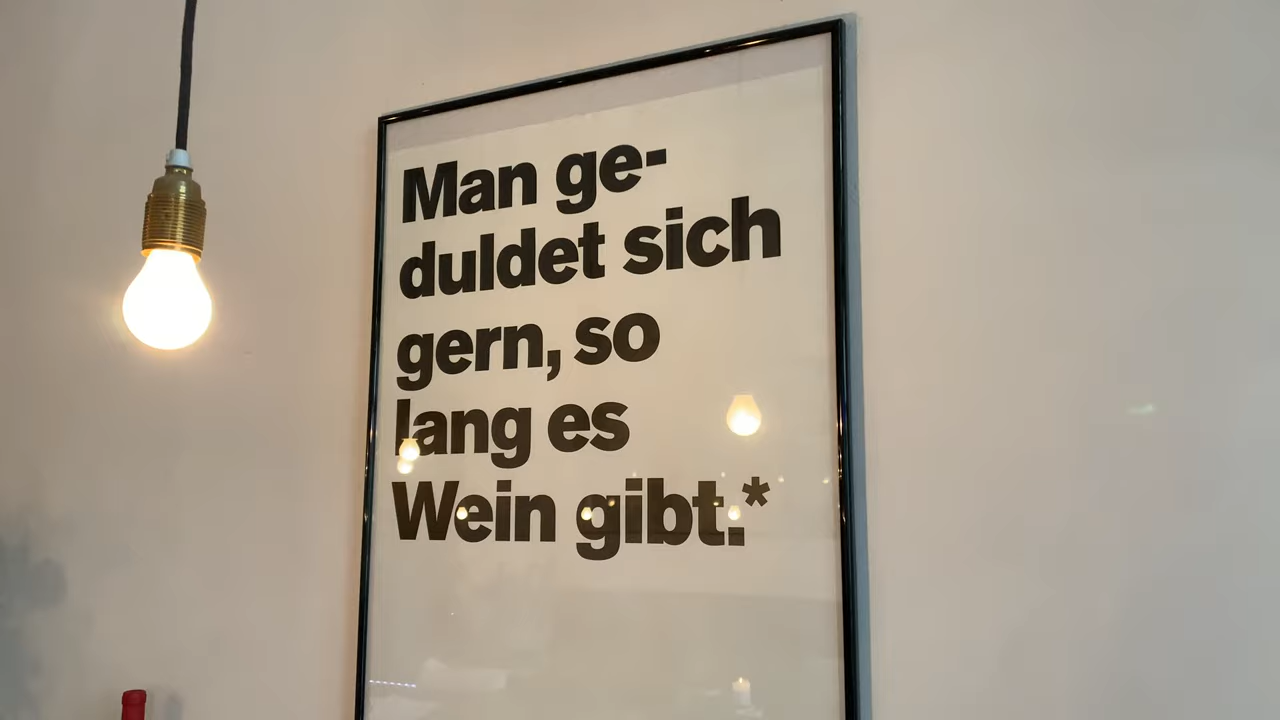 Man ge-
duldet sich
gern, so
lang es
Wein gibt.*